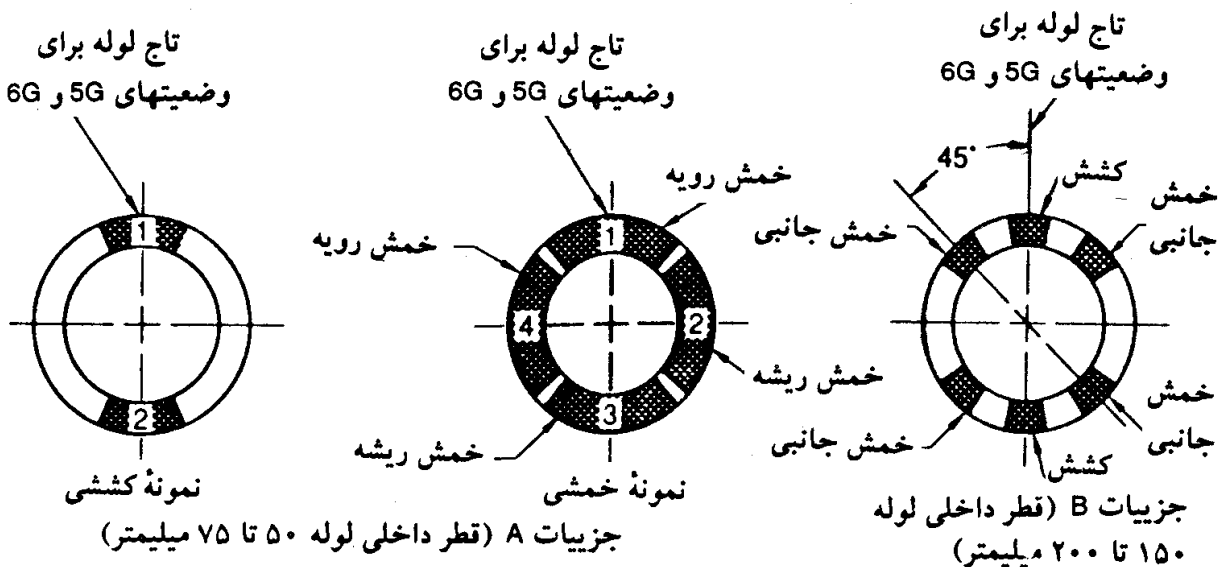 تاج لوله برای
وضعیتهای 5G و 6G
کشش
45°
خمش
جانبی
خمش جانبی
خمش
جانبی
خمش جانبی
کشش
جزییات B (قطر داخلی لوله
۱۵۰ تا ۲۰۰ میلیمتر)
تاج لوله برای
وضعیتهای 5G و 6G
خمش رویه
خمش رویه
1
2
4
3
خمش ریشه
خمش ریشه
نمونهٔ خمشی
تاج لوله برای
وضعیتهای 5G و 6G
1
2
نمونهٔ کششی
جزییات A (قطر داخلی لوله ۵۰ تا ۷۵ میلیمتر)